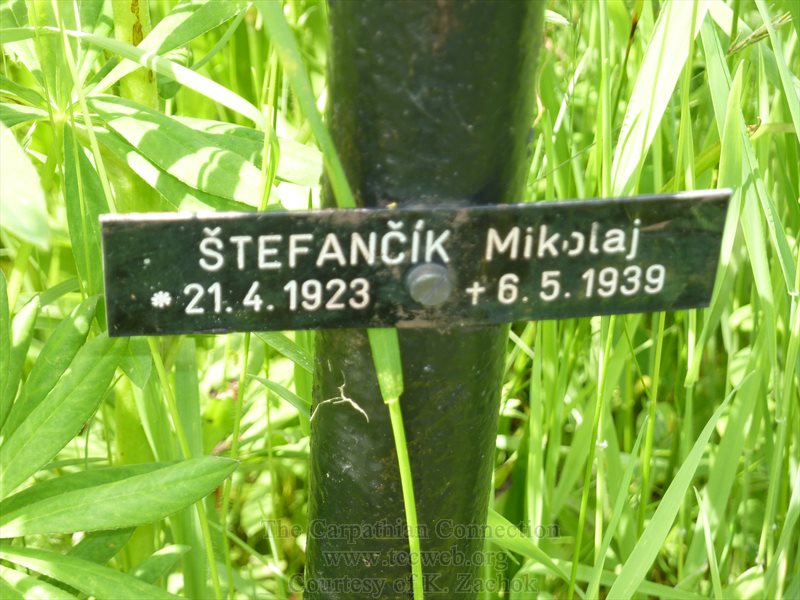 ŠTEFANČÍK Mikolaj
* 21. 4. 1923 + 6. 5. 1939
The Carpathian Connection
www.tccweb.org
Courtesy of K. Zachok